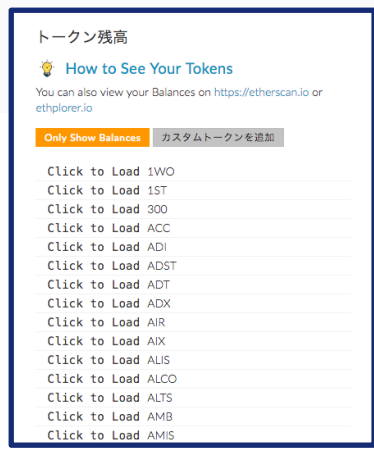 トークン残高
How to See Your Tokens
You can also view your Balances on https://etherscan.io or
ethplorer.io
Only Show Balances カスタムトークンを追加
Click to Load 1WO
Click to Load 1ST
Click to Load 300
Click to Load ACC
Click to Load ADI
Click to Load ADST
Click to Load ADT
Click to Load ADX
Click to Load AIR
Click to Load AIX
Click to Load ALIS
Click to Load ALCO
Click to Load ALTS
Click to Load AMB
Click to Load AMIS